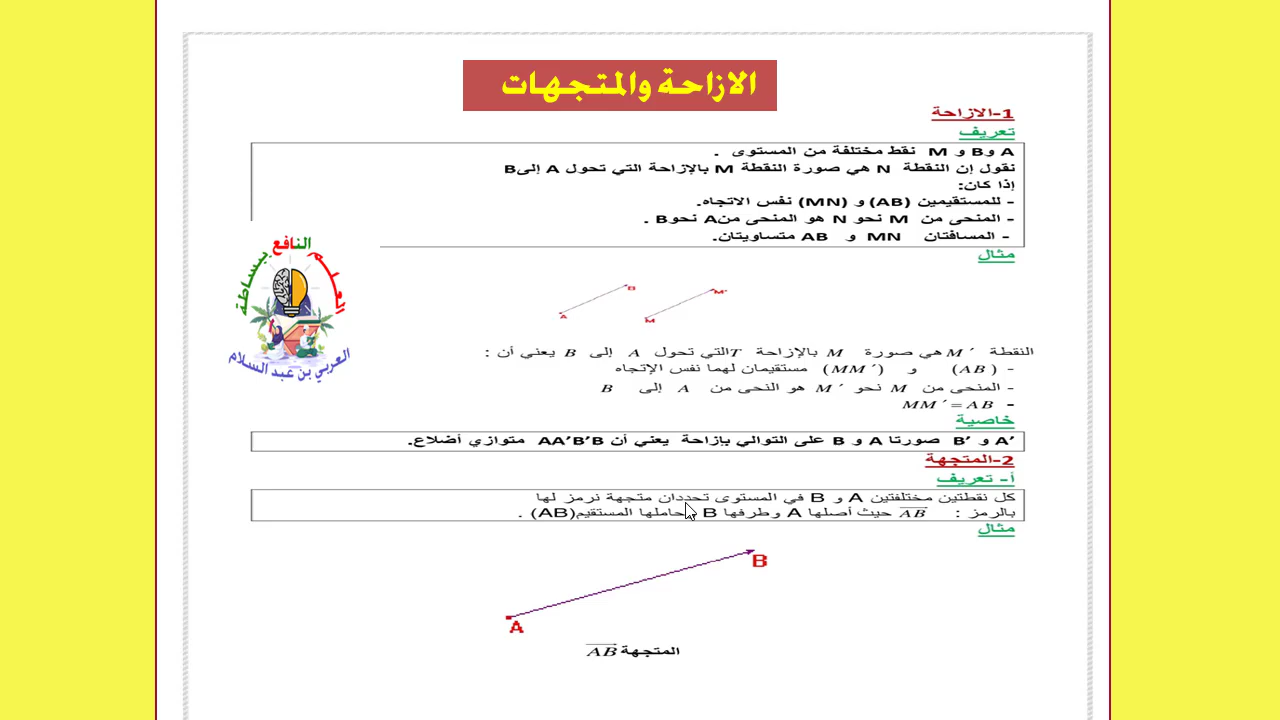 الازاحة والمتجهات
1-الازاحة
تعريف
A وB و M نقط مختلفة من المستوى .
نقول إن النقطة N هي صورة النقطة M بالإزاحة التي تحول A إلىB
إذا كان:
- للمستقيمين (AB) و (MN) نفس الاتجاه.
- المنحى من M نحو N هو المنحى منA نحوB .
- المسافتان MN و AB متساويتان.
مثال
B
M'
A
M
العلم النافع ببساطة
العربي بن عبد السلام
النقطة M′ هي صورة M بالإزاحة T التي تحول A إلى B يعني أن :
- (AB) و (MM′) مستقيمان لهما نفس الإتجاه
- المنحى من M نحو M′ هو النحى من A إلى B
- MM′=AB
خاصية
A′ و B′ صورتا A و B على التوالي بإزاحة يعني أن AA′B′B متوازي أضلاع.
2-المتجهة
أ- تعريف
كل نقطتين مختلفتين A و B في المستوى تحددان متجهة نرمز لها
بالرمز : AB حيث أصلها A وطرفها B حاملها المستقيم(AB) .
مثال
B
A
المتجهة AB